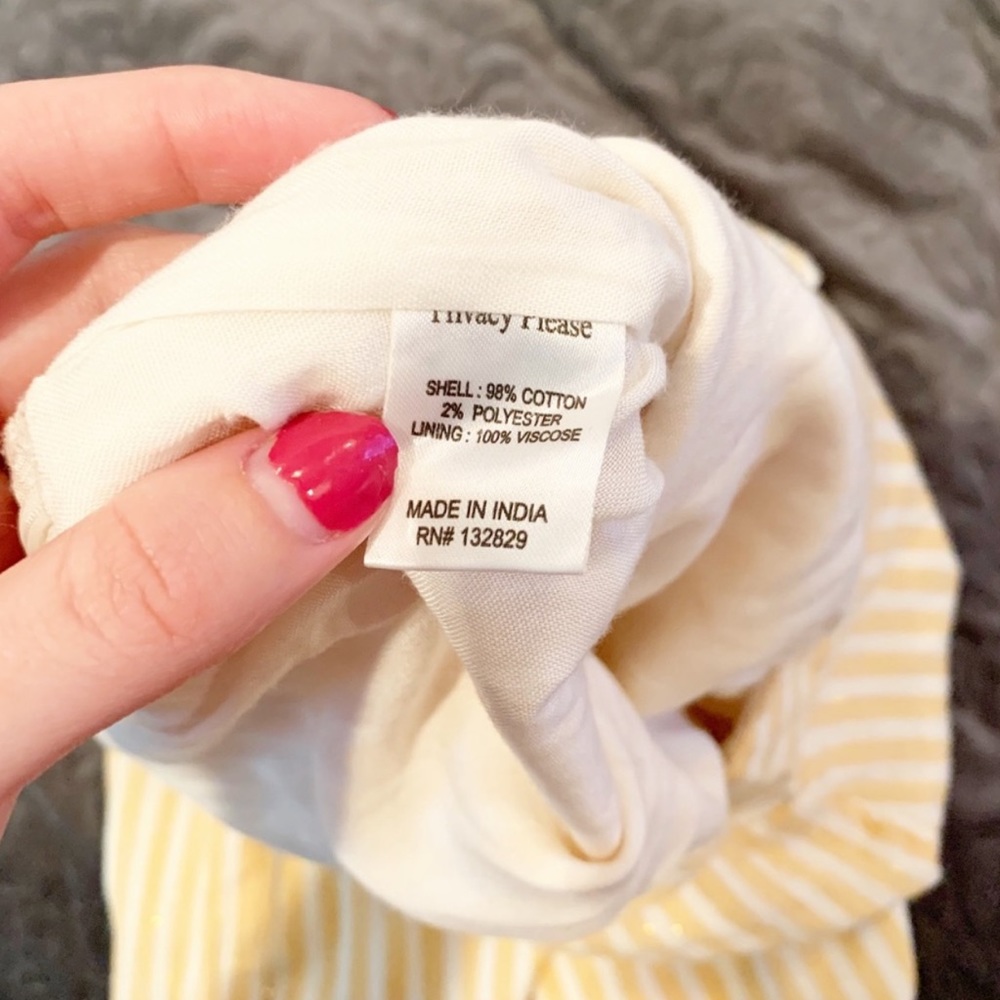 Privacy Please
SHELL : 98% COTTON
2% POLYESTER
LINING : 100% VISCOSE
MADE IN INDIA
RN# 132829